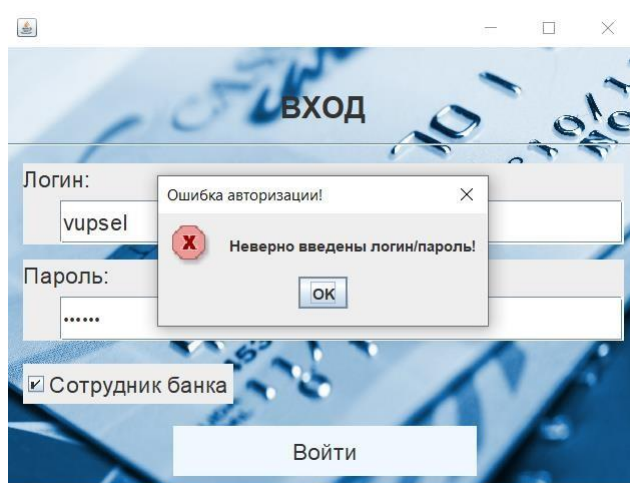 ВХОД
Логин:
vupsel
Пароль:
••••••
Сотрудник банка
Войти
Ошибка авторизации!
Неверно введены логин/пароль!
OK